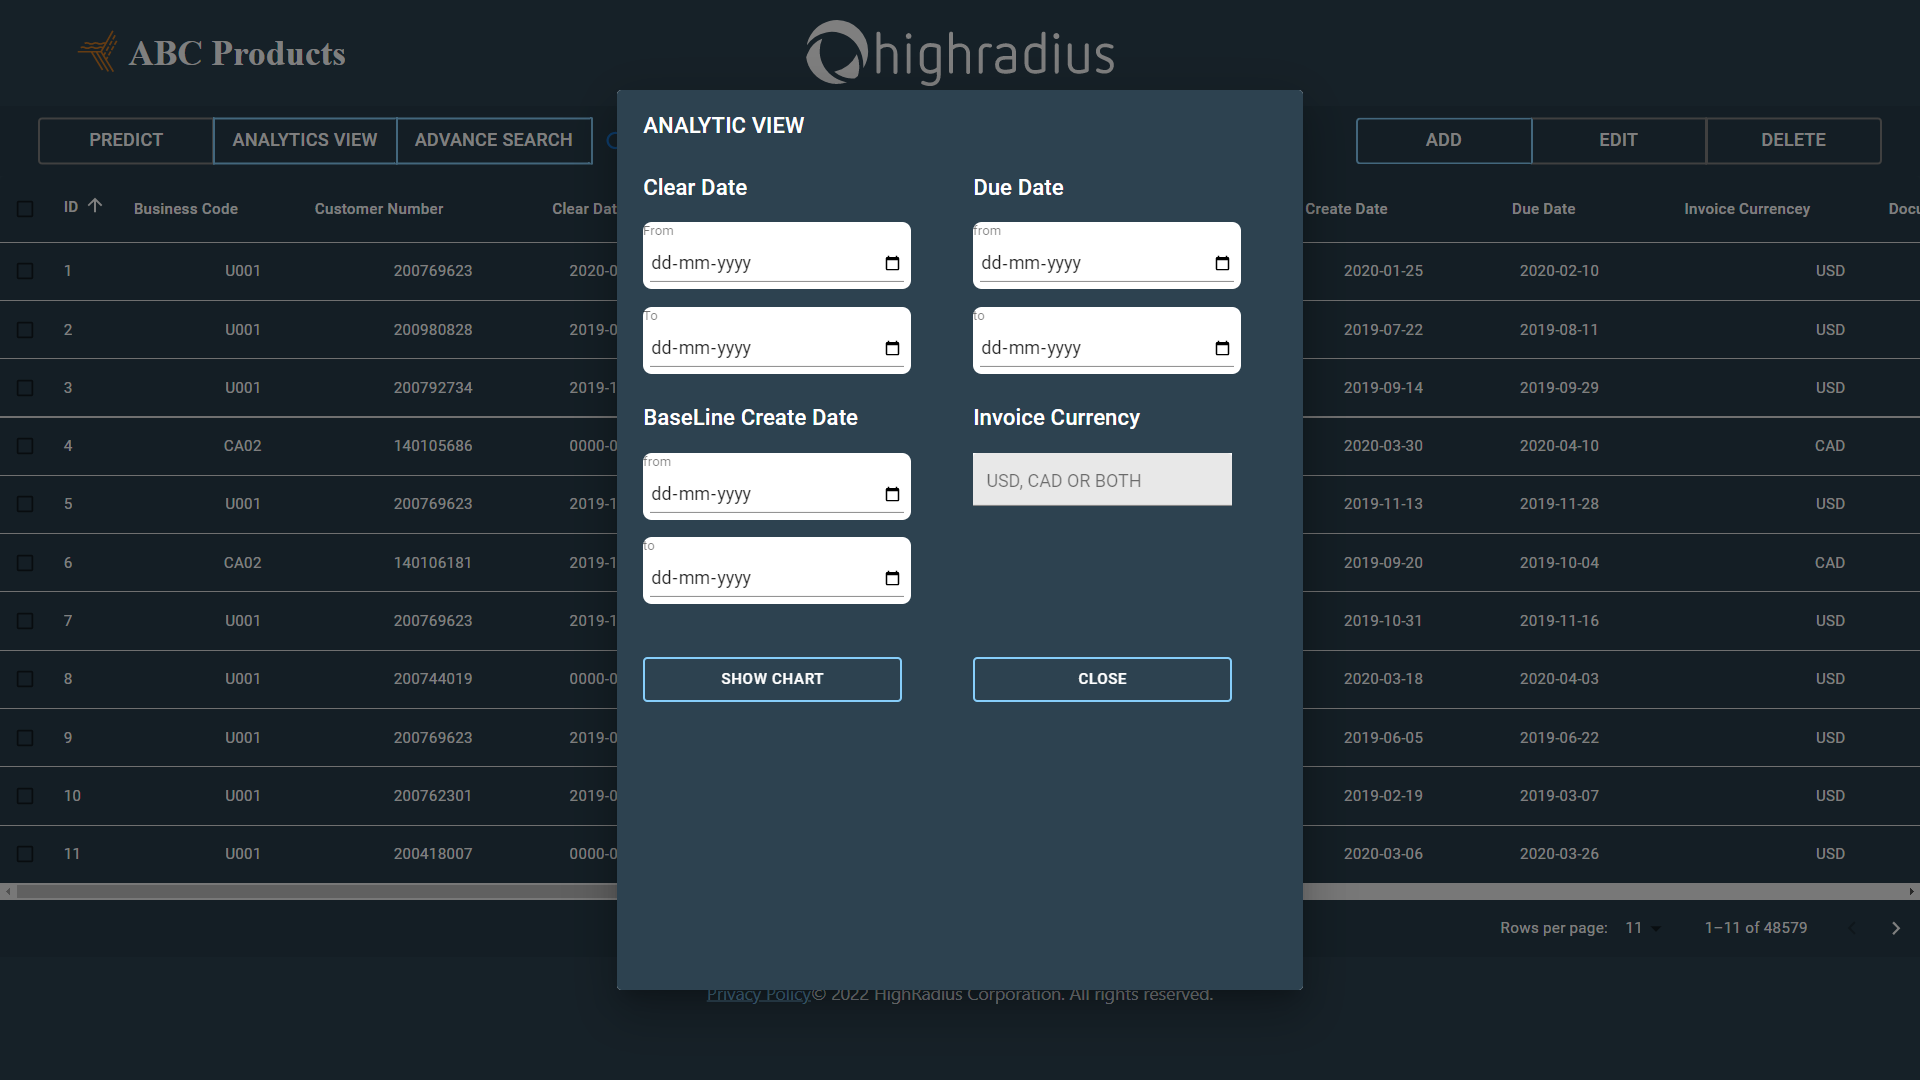 ABC Products
highradius
PREDICT ANALYTICS VIEW ADVANCE SEARCH ADD EDIT DELETE
ANALYTIC VIEW
Clear Date Due Date
From from
dd-mm-yyyy dd-mm-yyyy
To to
dd-mm-yyyy dd-mm-yyyy
BaseLine Create Date Invoice Currency
from
dd-mm-yyyy USD, CAD OR BOTH
to
dd-mm-yyyy
SHOW CHART CLOSE
ID Business Code Customer Number Clear Dat Create Date Due Date Invoice Currencey Docu
1 U001 200769623 2020-0 2020-01-25 2020-02-10 USD
2 U001 200980828 2019-0 2019-07-22 2019-08-11 USD
3 U001 200792734 2019-1 2019-09-14 2019-09-29 USD
4 CA02 140105686 0000-0 2020-03-30 2020-04-10 CAD
5 U001 200769623 2019-1 2019-11-13 2019-11-28 USD
6 CA02 140106181 2019-1 2019-09-20 2019-10-04 CAD
7 U001 200769623 2019-1 2019-10-31 2019-11-16 USD
8 U001 200744019 0000-0 2020-03-18 2020-04-03 USD
9 U001 200769623 2019-0 2019-06-05 2019-06-22 USD
10 U001 200762301 2019-0 2019-02-19 2019-03-07 USD
11 U001 200418007 0000-0 2020-03-06 2020-03-26 USD
Rows per page: 11 1–11 of 48579
Privacy Policy© 2022 HighRadius Corporation. All rights reserved.